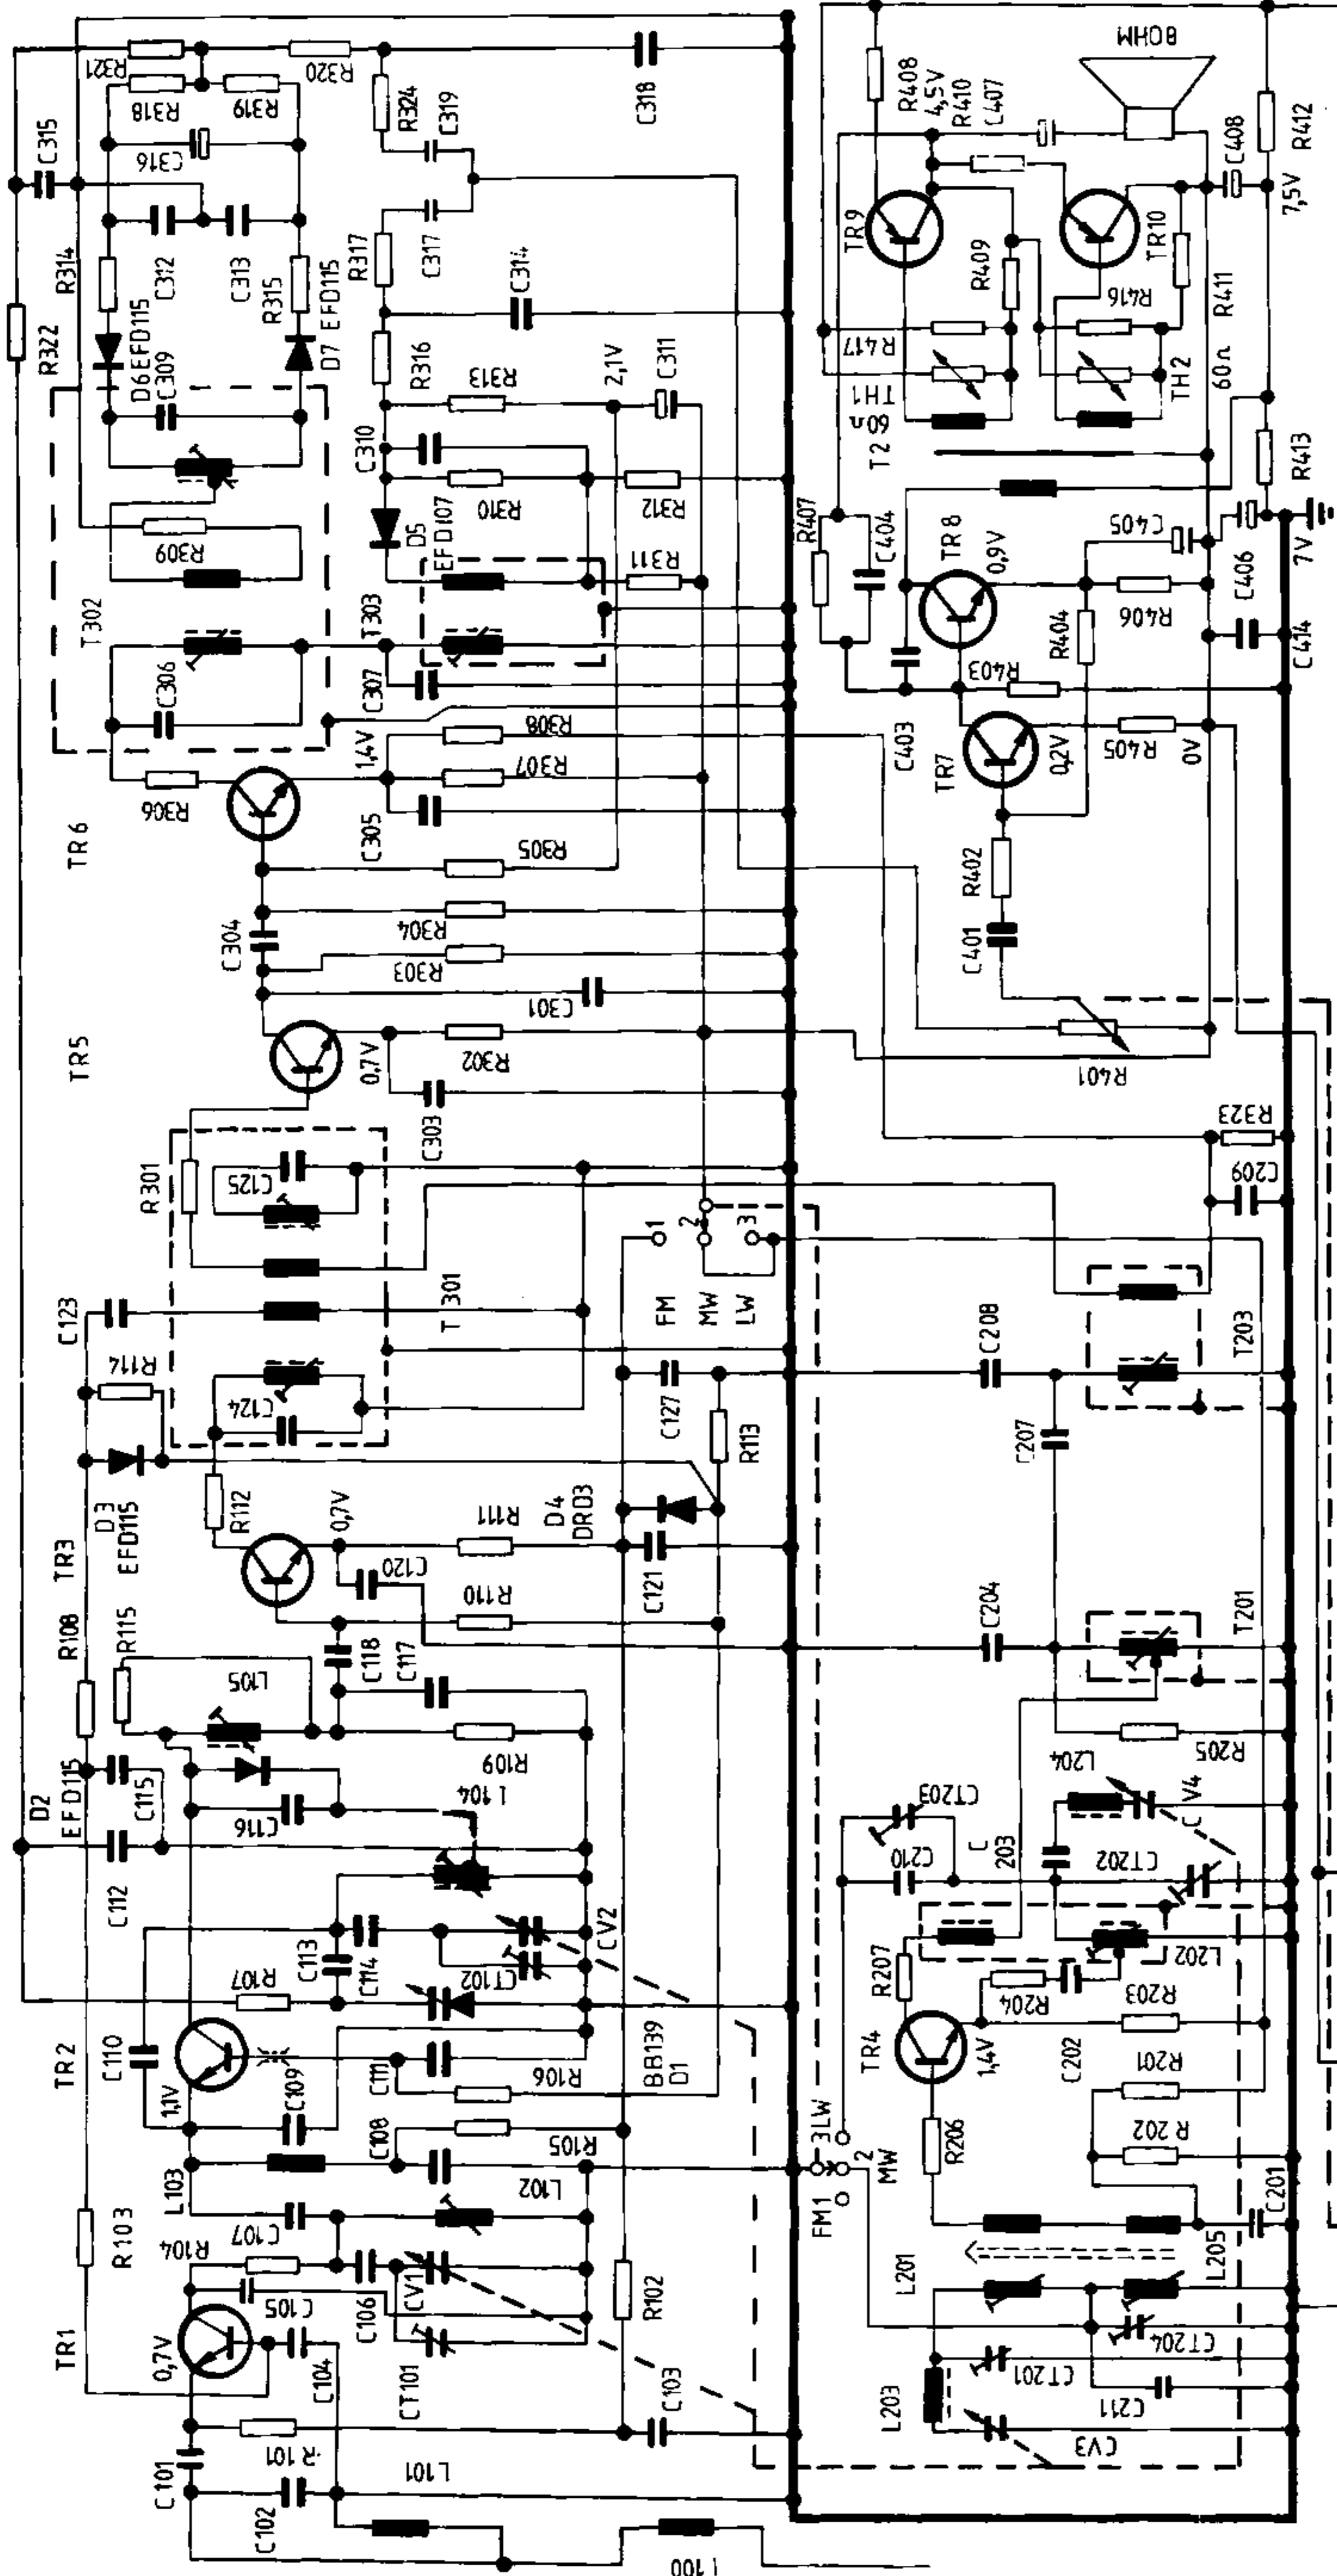 R321
R318
R319
R320
C315
C316
R324
C319
C318
R314
C312
C313
R315
R317
C317
C314
R322
D6 EFD115
C309
D7 EFD115
R316
R313
2,1V
C311
C310
R310
R312
D5
EFD107
R311
R309
T302
T303
C306
C307
R308
R307
1,4V
R306
C305
R305
TR6
C304
R304
R303
C301
TR5
0,7V
R302
C303
R301
C125
C123
T301
R114
C124
1
2
3
FM
MW
LW
C127
R113
D3
EFD115
R112
TR3
0,7V
R111
D4
DRD3
C120
C121
R110
R108
R115
L105
C118
C117
R109
D2
EFD115
C115
C116
L104
C112
C113
C114
CT102
CV2
R107
TR2
C110
1,1V
C109
C111
R106
BB139
D1
C108
R105
L103
L102
R103
C107
R104
C106
CV1
C105
R102
TR1
0,7V
C104
CT101
C103
C101
R101
C102
L101
L100
8OHM
R408
4,5V
R410
C407
C408
R412
7,5V
TR9
TR10
R409
R416
R411
R417
TH1
60Ω
TH2
60Ω
T2
R413
R407
C404
TR8
0,9V
C405
C406
7V
R404
R406
C414
R403
C403
TR7
0,2V
R405
0V
R402
C401
R401
R323
C209
C208
T203
C207
C204
T201
L204
R205
CT203
C210
C
203
CT202
CV4
L202
R207
R204
R203
TR4
1,4V
C202
R201
3LW
2
MW
FM1
R206
R202
C201
L201
L205
CT204
CT201
L203
C211
CV3